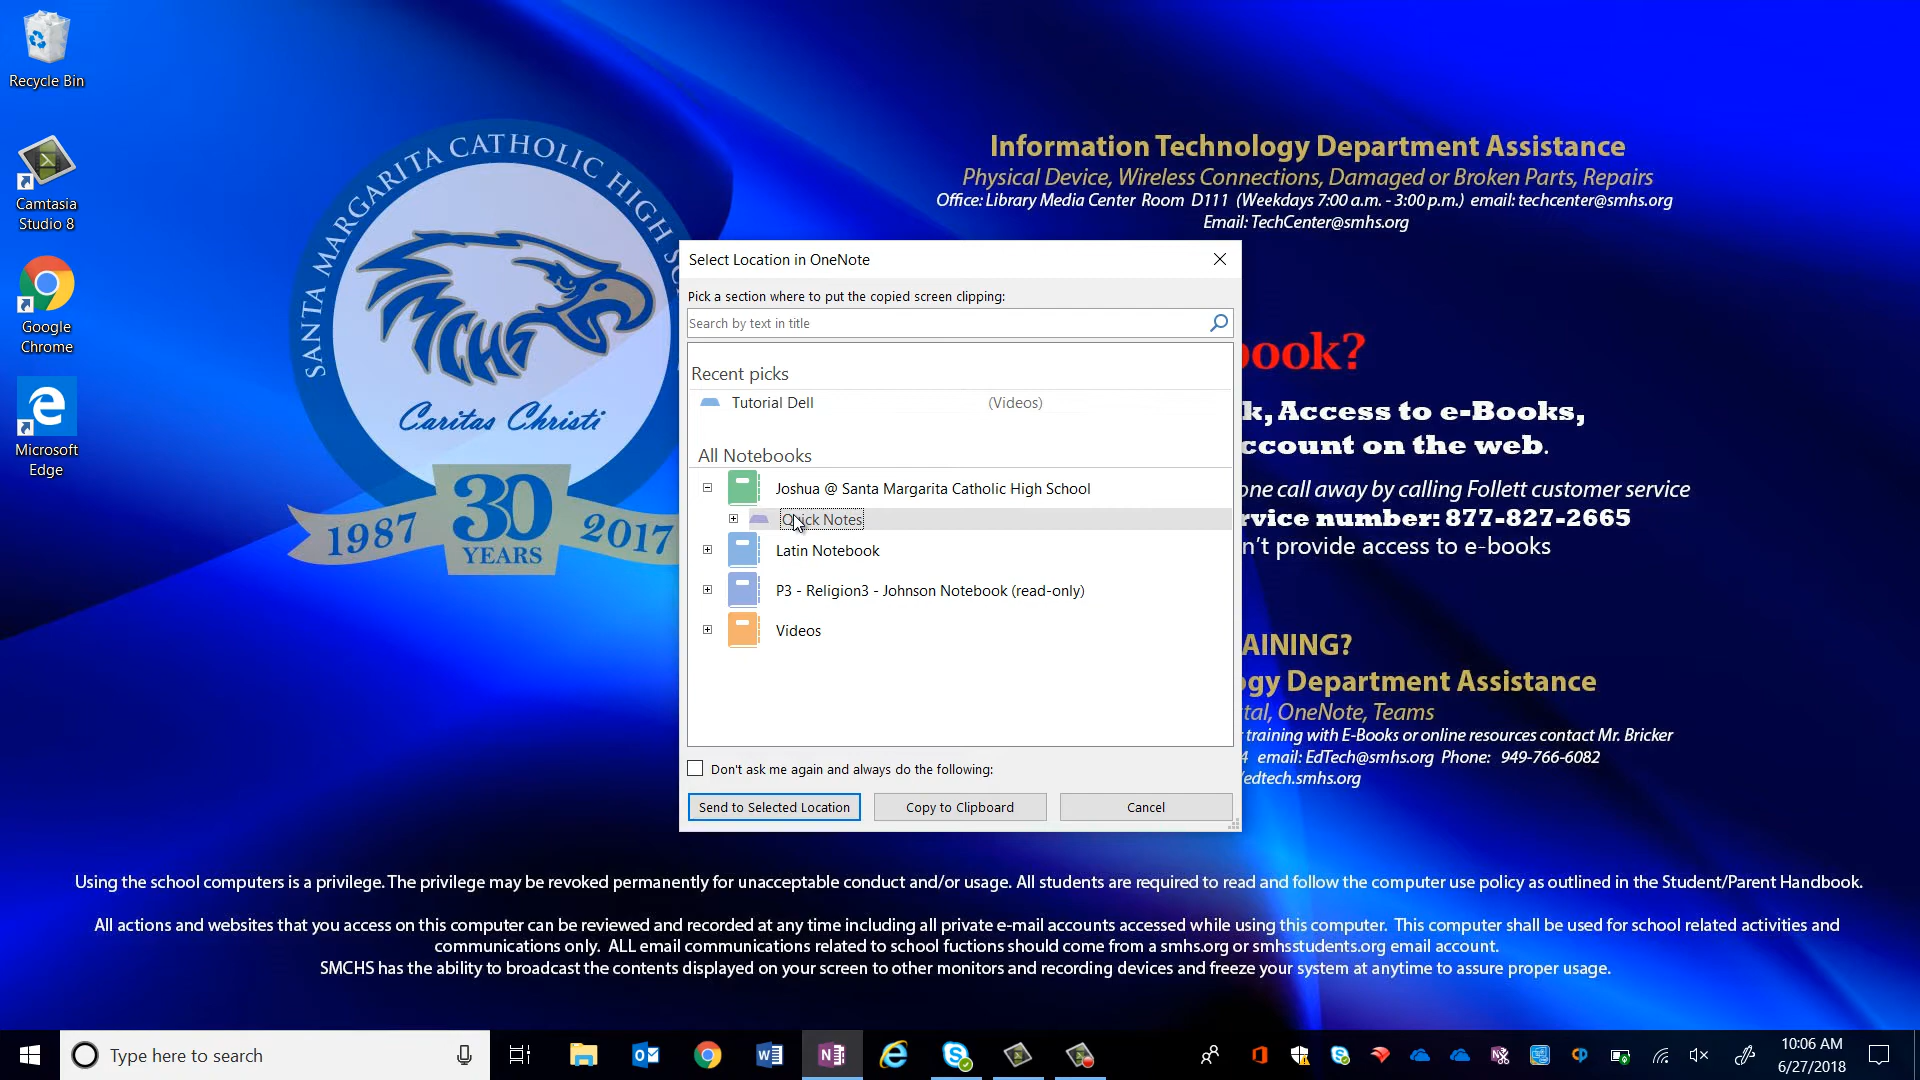 Recycle Bin
Camtasia
Studio 8
Google
Chrome
Microsoft
Edge
SANTA MARGARITA CATHOLIC HIGH
MCHS
Caritas Christi
1987 30 2017
YEARS
Information Technology Department Assistance
Physical Device, Wireless Connections, Damaged or Broken Parts, Repairs
Office: Library Media Center Room D111 (Weekdays 7:00 a.m. - 3:00 p.m.) email: techcenter@smhs.org
Email: TechCenter@smhs.org
book?
k, Access to e-Books,
ccount on the web.
one call away by calling Follett customer service
rvice number: 877-827-2665
n't provide access to e-books
AINING?
ogy Department Assistance
tal, OneNote, Teams
training with E-Books or online resources contact Mr. Bricker
4 email: EdTech@smhs.org Phone: 949-766-6082
/edtech.smhs.org
Select Location in OneNote
Pick a section where to put the copied screen clipping:
Search by text in title
Recent picks
Tutorial Dell (Videos)
All Notebooks
Joshua @ Santa Margarita Catholic High School
Quick Notes
Latin Notebook
P3 - Religion3 - Johnson Notebook (read-only)
Videos
Don't ask me again and always do the following:
Send to Selected Location Copy to Clipboard Cancel
Using the school computers is a privilege. The privilege may be revoked permanently for unacceptable conduct and/or usage. All students are required to read and follow the computer use policy as outlined in the Student/Parent Handbook.
All actions and websites that you access on this computer can be reviewed and recorded at any time including all private e-mail accounts accessed while using this computer. This computer shall be used for school related activities and
communications only. ALL email communications related to school fuctions should come from a smhs.org or smhsstudents.org email account.
SMCHS has the ability to broadcast the contents displayed on your screen to other monitors and recording devices and freeze your system at anytime to assure proper usage.
Type here to search
10:06 AM
6/27/2018